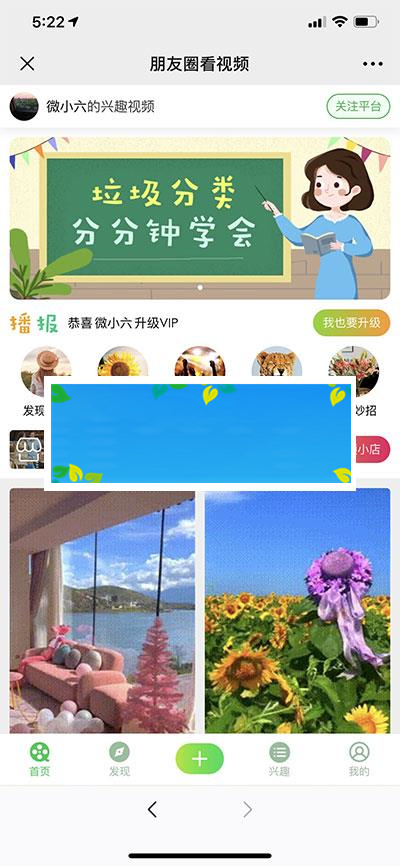 5:22
朋友圈看视频
微小六的兴趣视频
关注平台
垃圾分类
分分钟学会
播报
恭喜 微小六 升级VIP
我也要升级
发现
妙招
小店
首页
发现
兴趣
我的